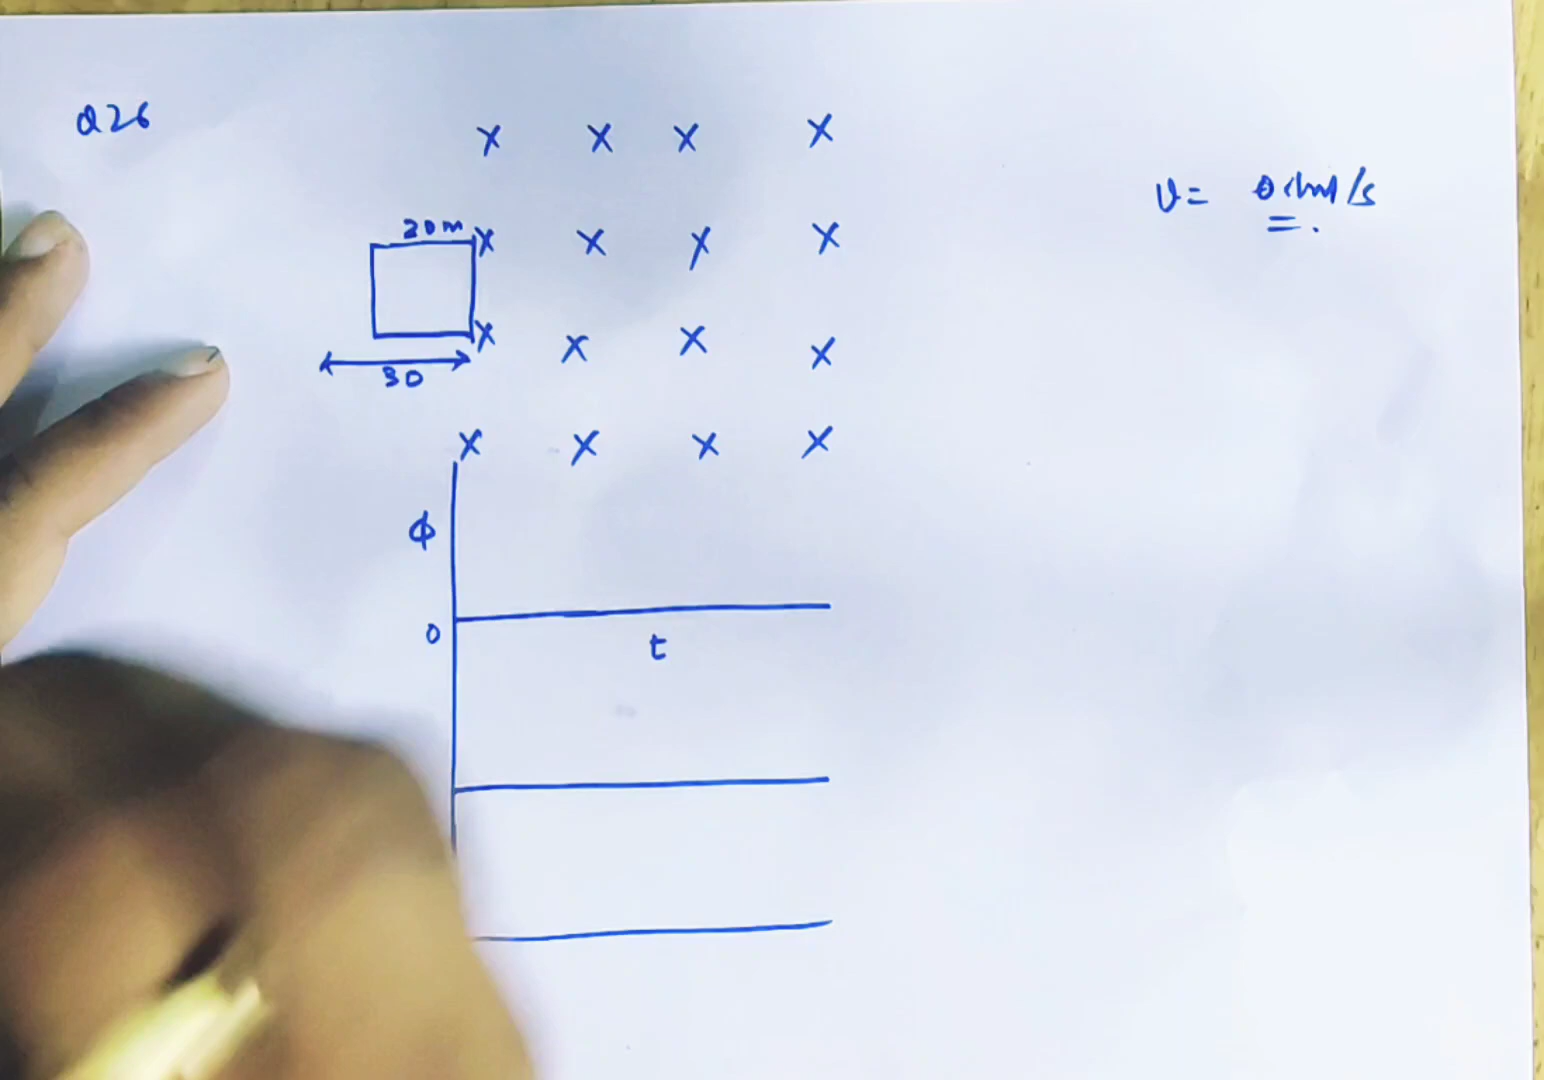 Q26
x x x x
v =
20m x x x x
x x x x
30
x x x x
ϕ
0
t